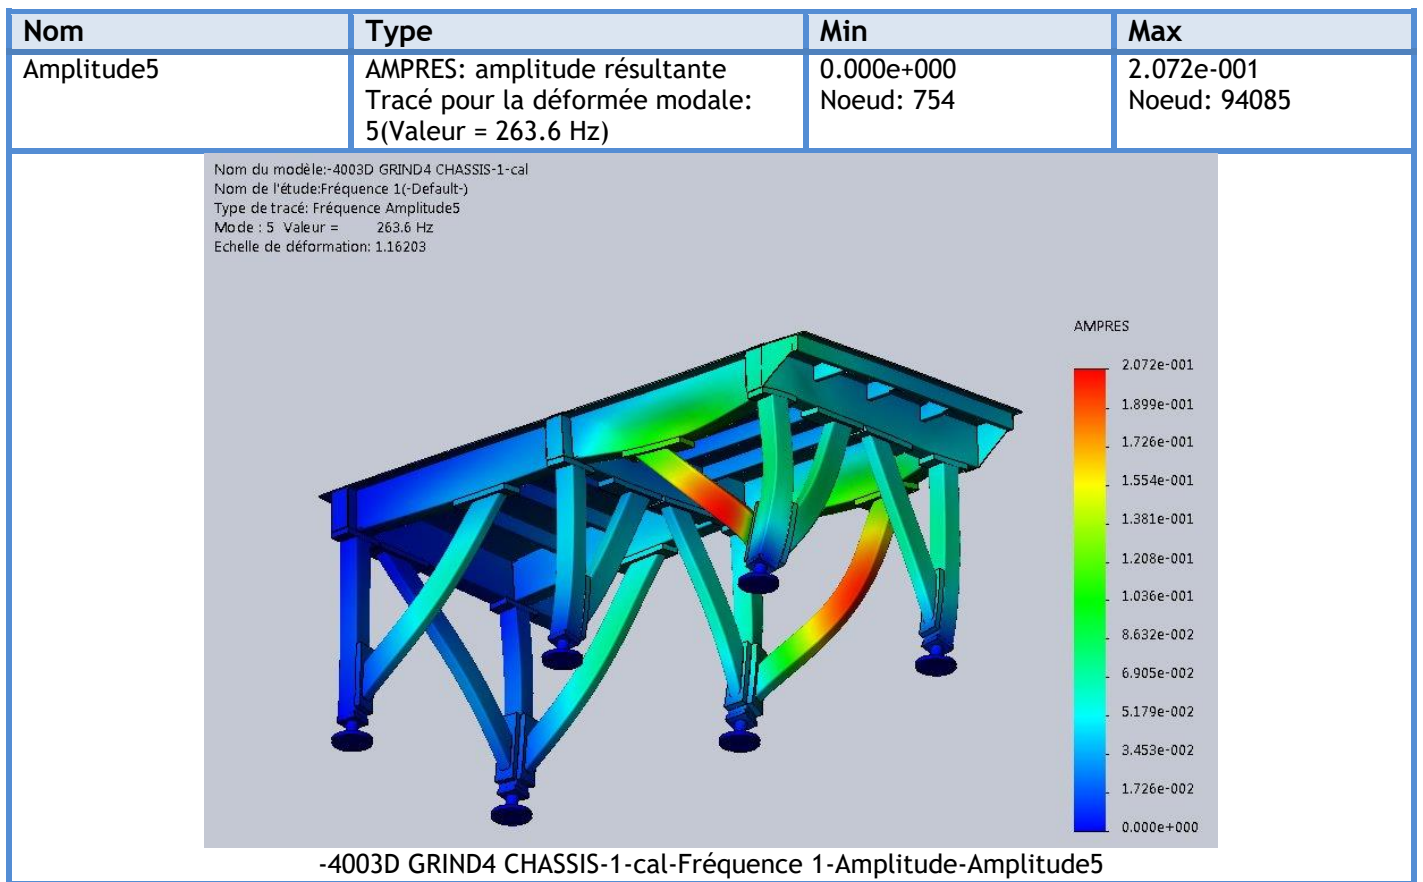 Nom Type Min Max
Amplitude5 AMPRES: amplitude résultante 0.000e+000 2.072e-001
Tracé pour la déformée modale: Noeud: 754 Noeud: 94085
5(Valeur = 263.6 Hz)
Nom du modèle:-4003D GRIND4 CHASSIS-1-cal
Nom de l'étude:Fréquence 1(-Default-)
Type de tracé: Fréquence Amplitude5
Mode : 5 Valeur = 263.6 Hz
Echelle de déformation: 1.16203
AMPRES
2.072e-001
1.899e-001
1.726e-001
1.554e-001
1.381e-001
1.208e-001
1.036e-001
8.632e-002
6.905e-002
5.179e-002
3.453e-002
1.726e-002
0.000e+000
-4003D GRIND4 CHASSIS-1-cal-Fréquence 1-Amplitude-Amplitude5